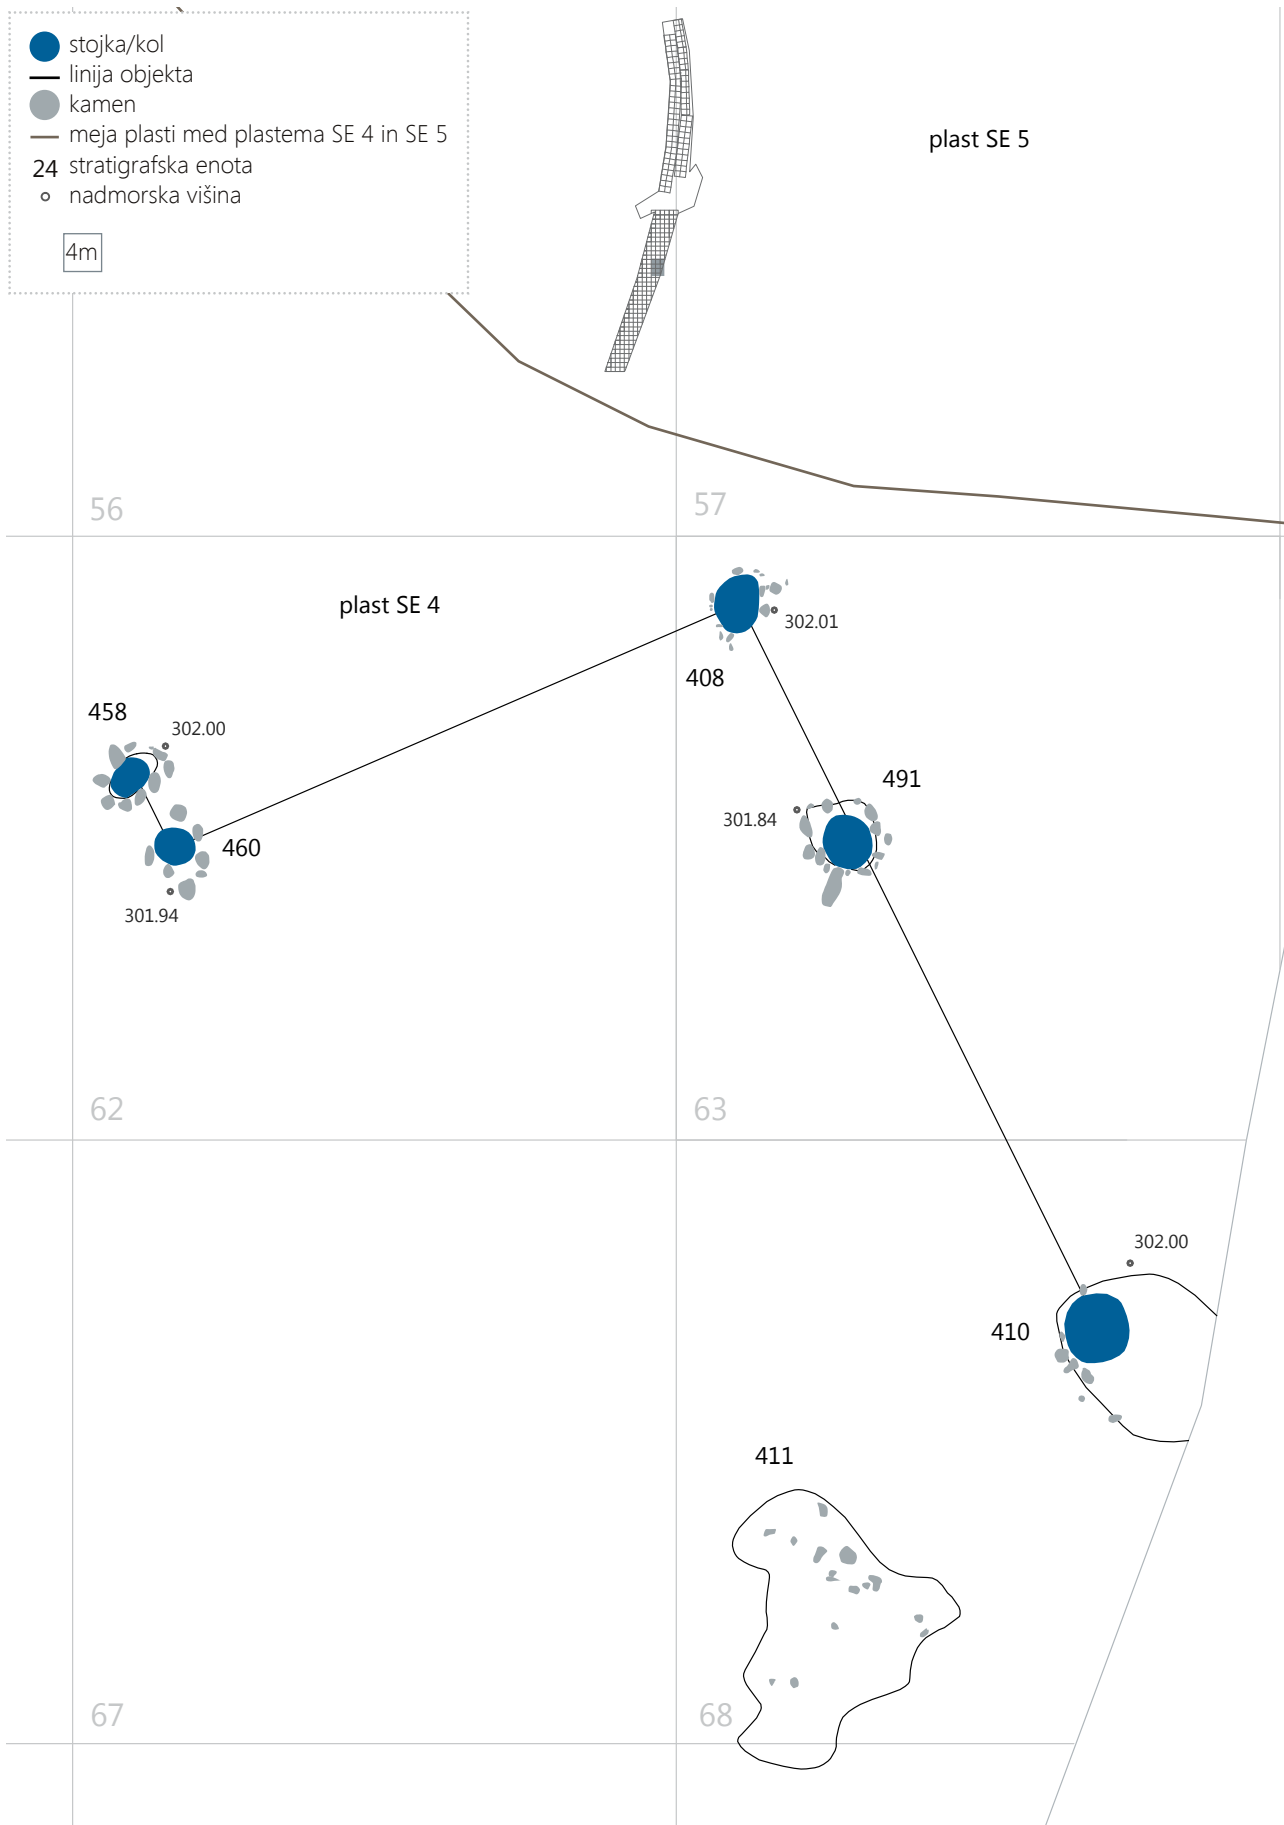 stojka/kol
linija objekta
kamen
meja plasti med plastema SE 4 in SE 5
24 stratigrafska enota
nadmorska višina
4m
plast SE 5
56
57
plast SE 4
302.01
408
458
302.00
491
301.84
460
301.94
62
63
302.00
410
411
67
68